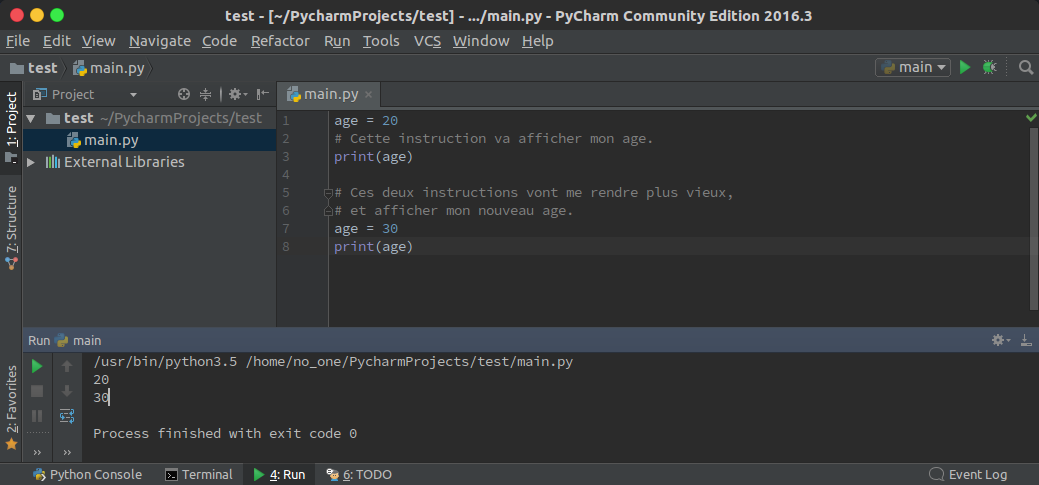 test - [~/PycharmProjects/test] - .../main.py - PyCharm Community Edition 2016.3
File Edit View Navigate Code Refactor Run Tools VCS Window Help
test main.py main
1: Project
Project
main.py
test ~/PycharmProjects/test
main.py
External Libraries
7: Structure
1 age = 20
2 # Cette instruction va afficher mon age.
3 print(age)
4
5 # Ces deux instructions vont me rendre plus vieux,
6 # et afficher mon nouveau age.
7 age = 30
8 print(age)
Run main
2: Favorites
/usr/bin/python3.5 /home/no_one/PycharmProjects/test/main.py
20
30
Process finished with exit code 0
Python Console Terminal 4: Run 6: TODO Event Log